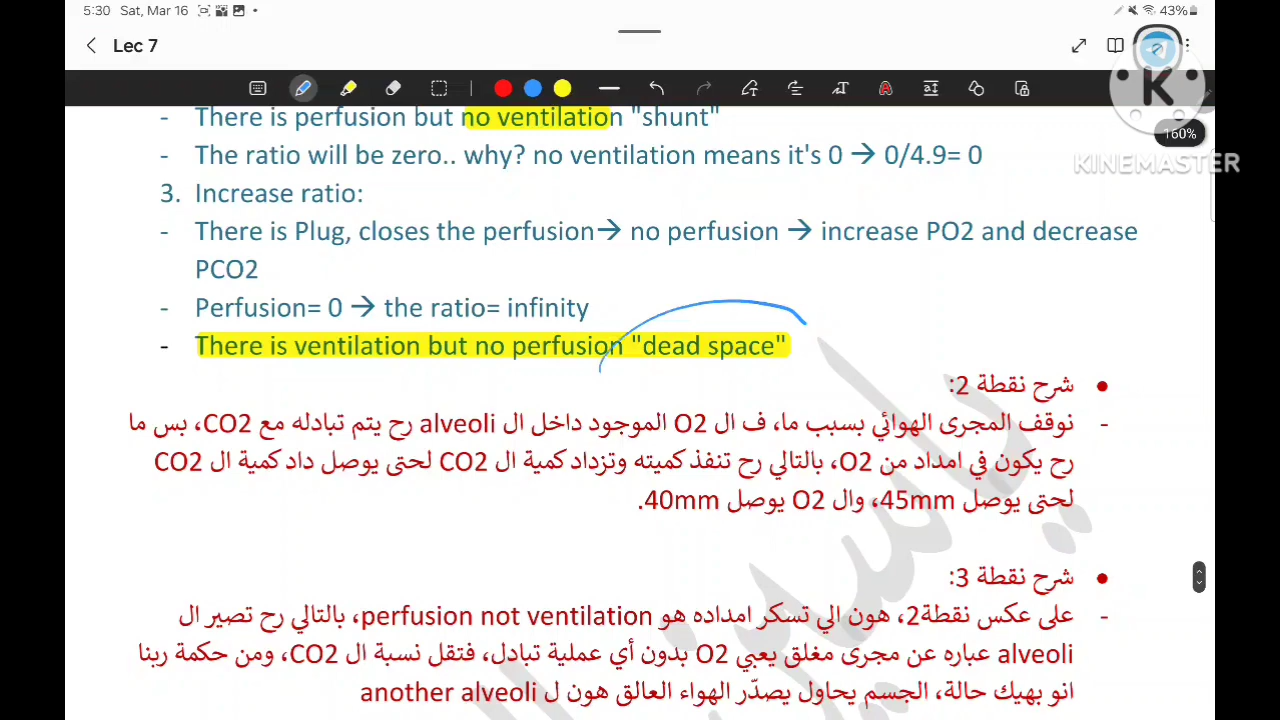 5:30 Sat, Mar 16
43%
Lec 7
K
160%
KINEMASTER
- There is perfusion but no ventilation "shunt"
- The ratio will be zero.. why? no ventilation means it's 0 → 0/4.9= 0
3. Increase ratio:
- There is Plug, closes the perfusion→ no perfusion → increase PO2 and decrease
PCO2
- Perfusion= 0 → the ratio= infinity
- There is ventilation but no perfusion "dead space"
• شرح نقطة 2:
- نوقف المجرى الهوائي بسبب ما، ف ال O2 الموجود داخل ال alveoli رح يتم تبادله مع CO2، بس ما
رح يكون في امداد من O2، بالتالي رح تنفذ كميته وتزداد كمية ال CO2 لحتى يوصل داد كمية ال CO2
لحتى يوصل 45mm، وال O2 يوصل 40mm.
• شرح نقطة 3:
- على عكس نقطة2، هون الي تسكر امداده هو perfusion not ventilation، بالتالي رح تصير ال
alveoli عباره عن مجرى مغلق يعبي O2 بدون أي عملية تبادل، فتقل نسبة ال CO2، ومن حكمة ربنا
انو بهيك حالة، الجسم يحاول يصدّر الهواء العالق هون ل another alveoli